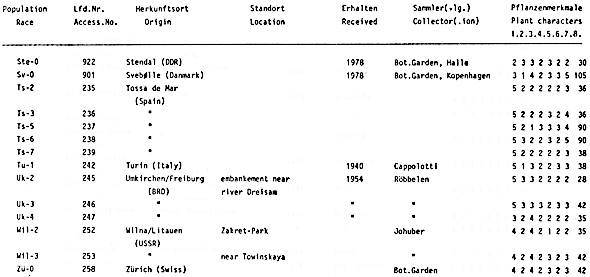 Population Lfd.Nr. Herkunftsort Standort Erhalten Sammler(.lg.) Pflanzenmerkmale
Race Access.No. Origin Location Received Collector(.ion) Plant characters
1.2.3.4.5.6.7.8.
Ste-0 922 Stendal (DDR) 1978 Bot.Garden, Halle 2 3 3 2 3 2 2 30
Sv-0 901 Svebølle (Danmark) 1978 Bot.Garden, Kopenhagen 3 1 4 2 3 3 5 105
Ts-2 235 Tossa de Mar 5 2 2 2 2 2 3 36
(Spain)
Ts-3 236 " 5 2 2 2 3 2 4 36
Ts-5 237 " 5 2 1 3 3 3 4 90
Ts-6 238 " 5 3 2 2 3 2 5 90
Ts-7 239 " 5 2 2 2 2 2 3 38
Tu-1 242 Turin (Italy) 1940 Cappolotti 5 1 3 2 2 3 3 38
Uk-2 245 Umkirchen/Freiburg embankement near 1954 Röbbelen 5 3 3 2 2 2 2 28
(BRD) river Dreisam
Uk-3 246 " " " 5 3 3 3 2 3 3 42
Uk-4 247 " " " 3 2 4 2 2 2 2 35
Wil-2 252 Wilna/Litauen Zakret-Park Johuber 4 2 4 2 1 2 2 35
(USSR)
Wil-3 253 " near Towinskaya " 4 2 4 2 3 2 3 42
Zü-0 258 Zürich (Swiss) Bot.Garden 4 2 4 2 3 2 3 42